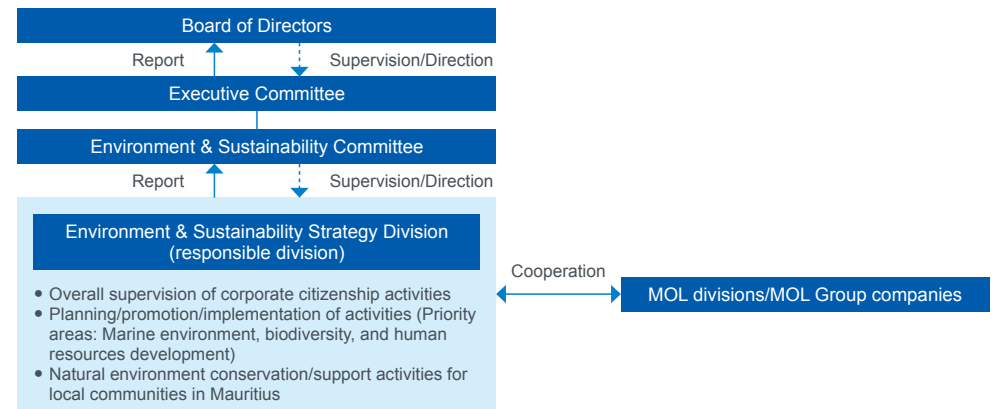 Board of Directors
Report
Supervision/Direction
Executive Committee
Environment & Sustainability Committee
Report
Supervision/Direction
Environment & Sustainability Strategy Division
(responsible division)
• Overall supervision of corporate citizenship activities
• Planning/promotion/implementation of activities (Priority
areas: Marine environment, biodiversity, and human
resources development)
• Natural environment conservation/support activities for
local communities in Mauritius
Cooperation
MOL divisions/MOL Group companies